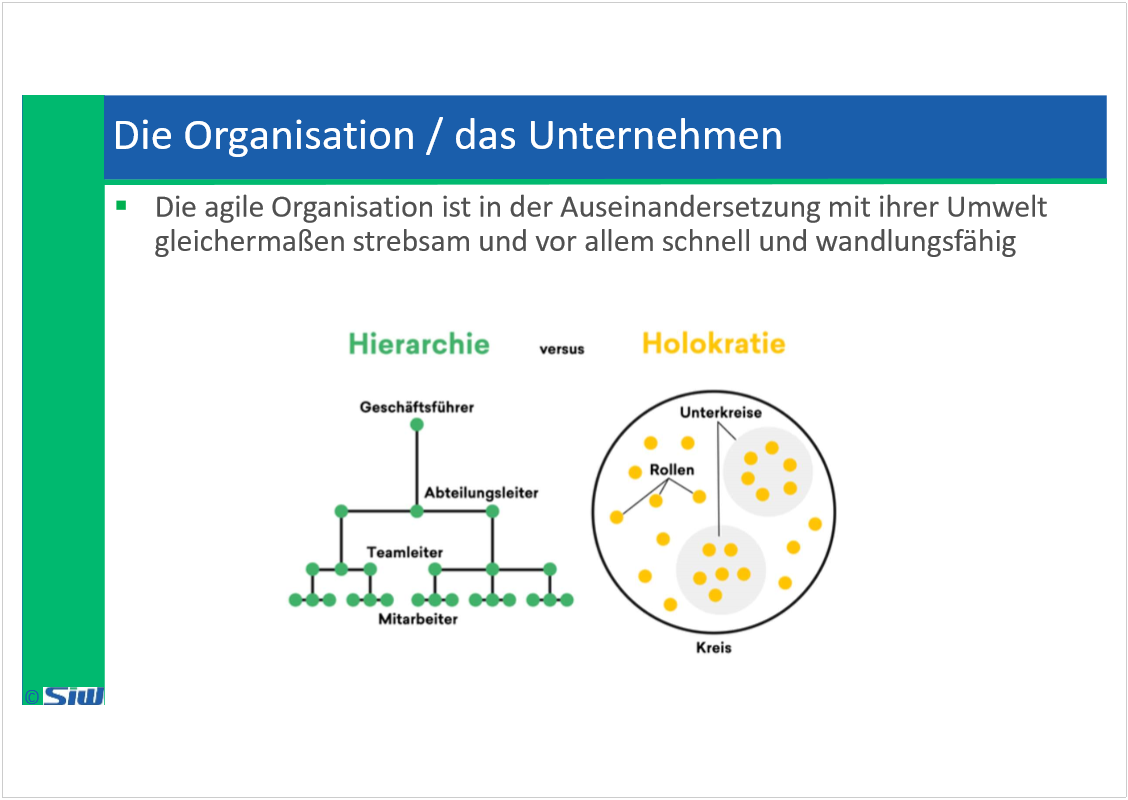 Die Organisation / das Unternehmen
Die agile Organisation ist in der Auseinandersetzung mit ihrer Umwelt
gleichermaßen strebsam und vor allem schnell und wandlungsfähig
Hierarchie versus Holokratie
Geschäftsführer
Abteilungsleiter
Teamleiter
Mitarbeiter
Unterkreise
Rollen
Kreis
© SiW